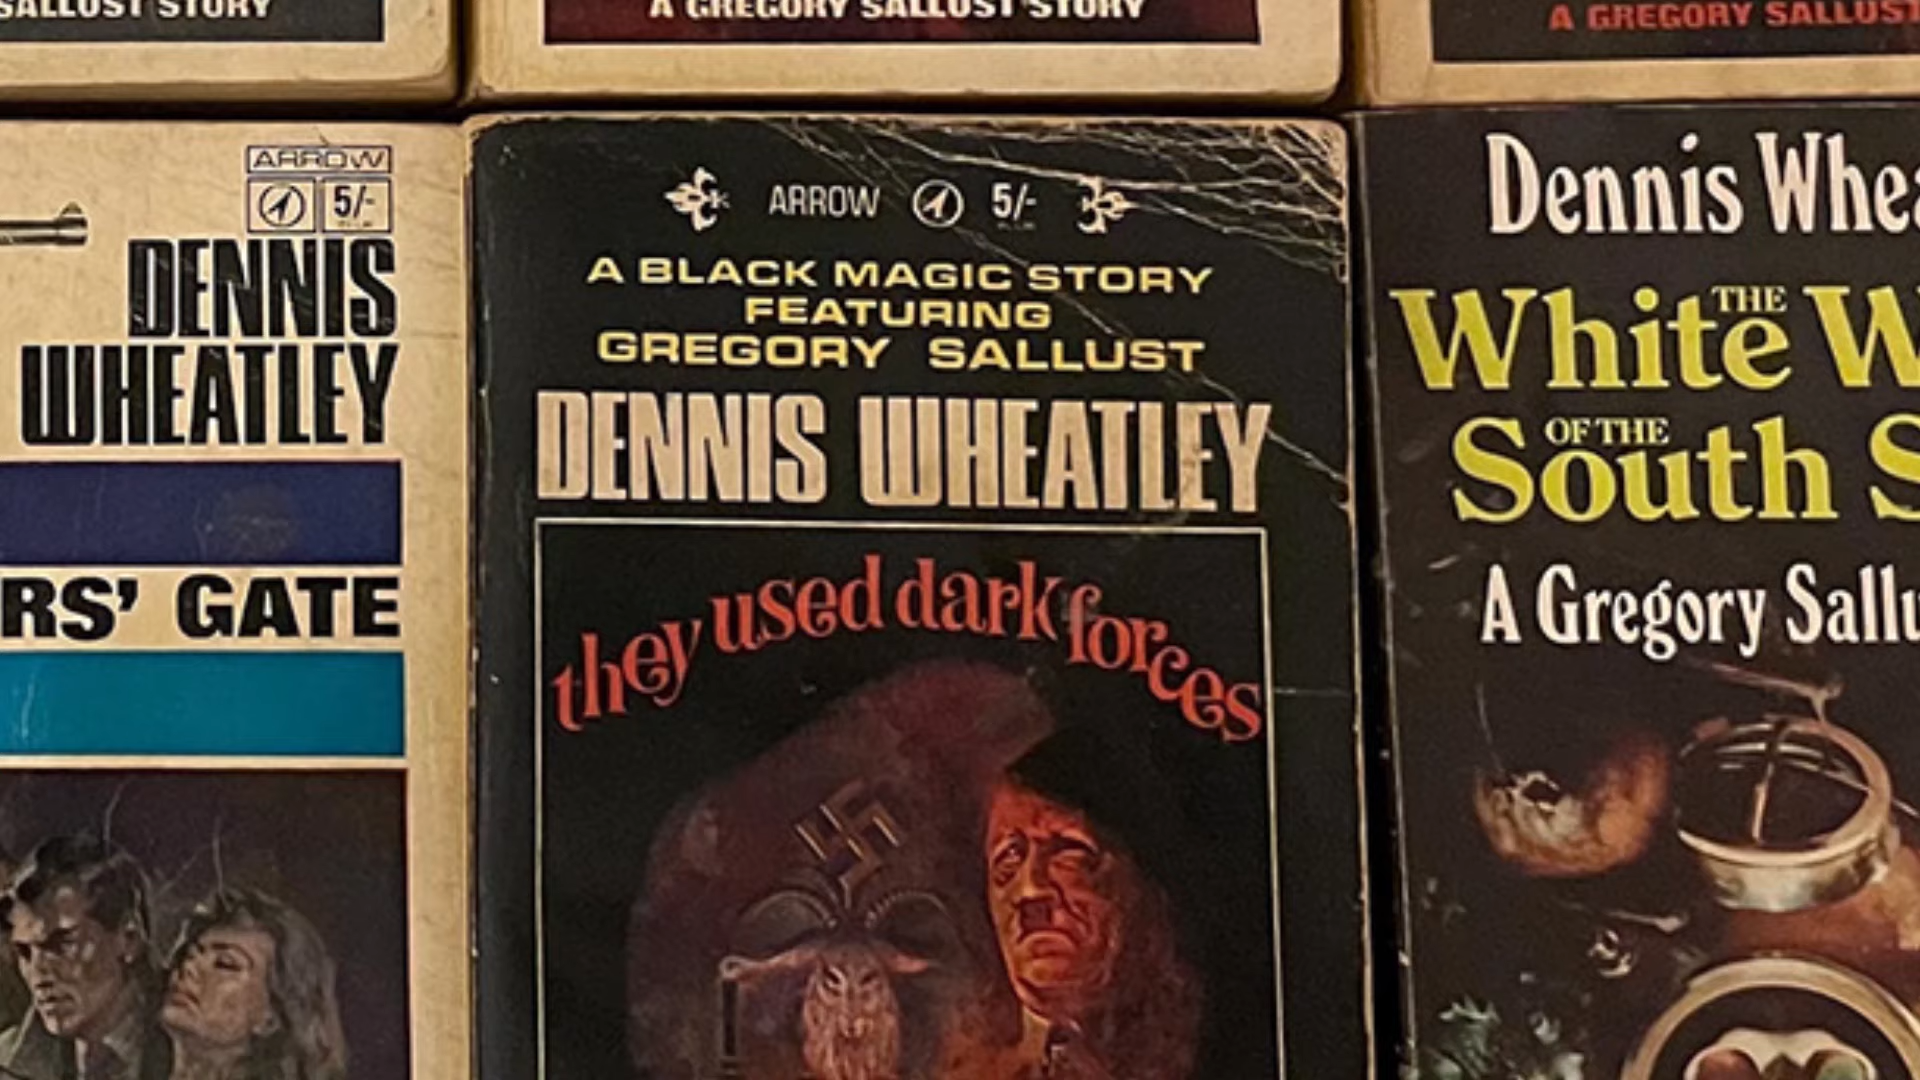 SALLUST STORY
A GREGORY SALLUST STORY
A GREGORY SALLUST
ARROW
5/-
DENNIS
WHEATLEY
RS' GATE
ARROW 5/-
A BLACK MAGIC STORY
FEATURING
GREGORY SALLUST
DENNIS WHEATLEY
they used dark forces
Dennis Whea
THE
White W
OF THE
South S
A Gregory Sallu